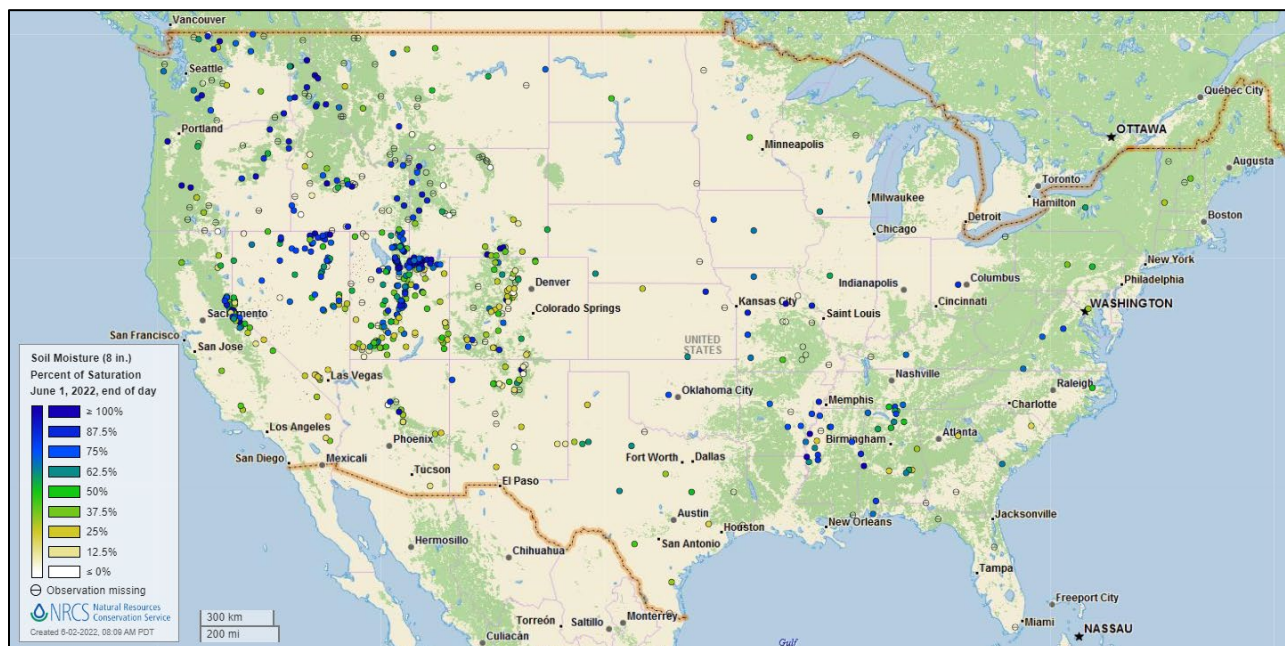 Vancouver
Seattle
Portland
Québec City
OTTAWA
Augusta
Minneapolis
Toronto
Hamilton
Milwaukee
Detroit
Boston
Chicago
New York
Philadelphia
Indianapolis
Columbus
Denver
Kansas City
Cincinnati
WASHINGTON
Colorado Springs
Saint Louis
Sacramento
San Francisco
San Jose
UNITED
STATES
Las Vegas
Nashville
Raleigh
Oklahoma City
Memphis
Charlotte
Los Angeles
Phoenix
Birmingham
Atlanta
San Diego
Mexicali
Tucson
Fort Worth
Dallas
El Paso
Austin
Jacksonville
Houston
New Orleans
San Antonio
Hermosillo
Chihuahua
Tampa
Freeport City
Monterrey
Miami
Torreón
Saltillo
NASSAU
Culiacán
Gulf
Soil Moisture (8 in.)
Percent of Saturation
June 1, 2022, end of day
≥ 100%
87.5%
75%
62.5%
50%
37.5%
25%
12.5%
≤ 0%
Observation missing
NRCS Natural Resources
Conservation Service
Created 6-02-2022, 08:09 AM PDT
300 km
200 mi